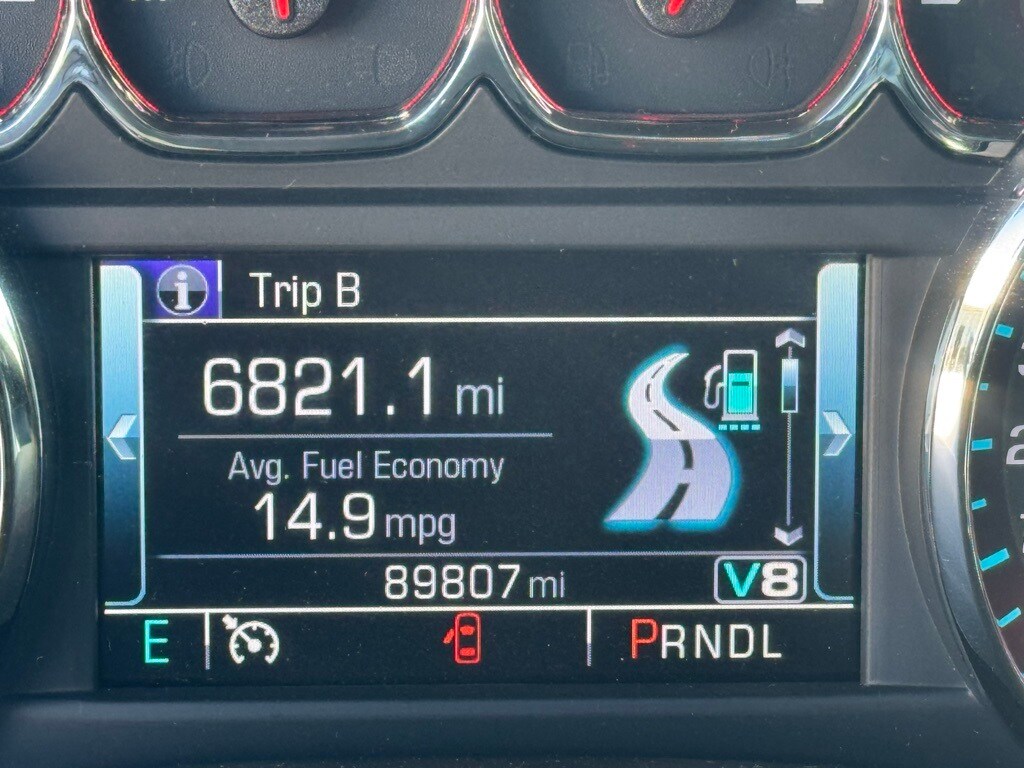 Trip B
6821.1 mi
Avg. Fuel Economy
14.9 mpg
89807 mi V8
E PRNDL